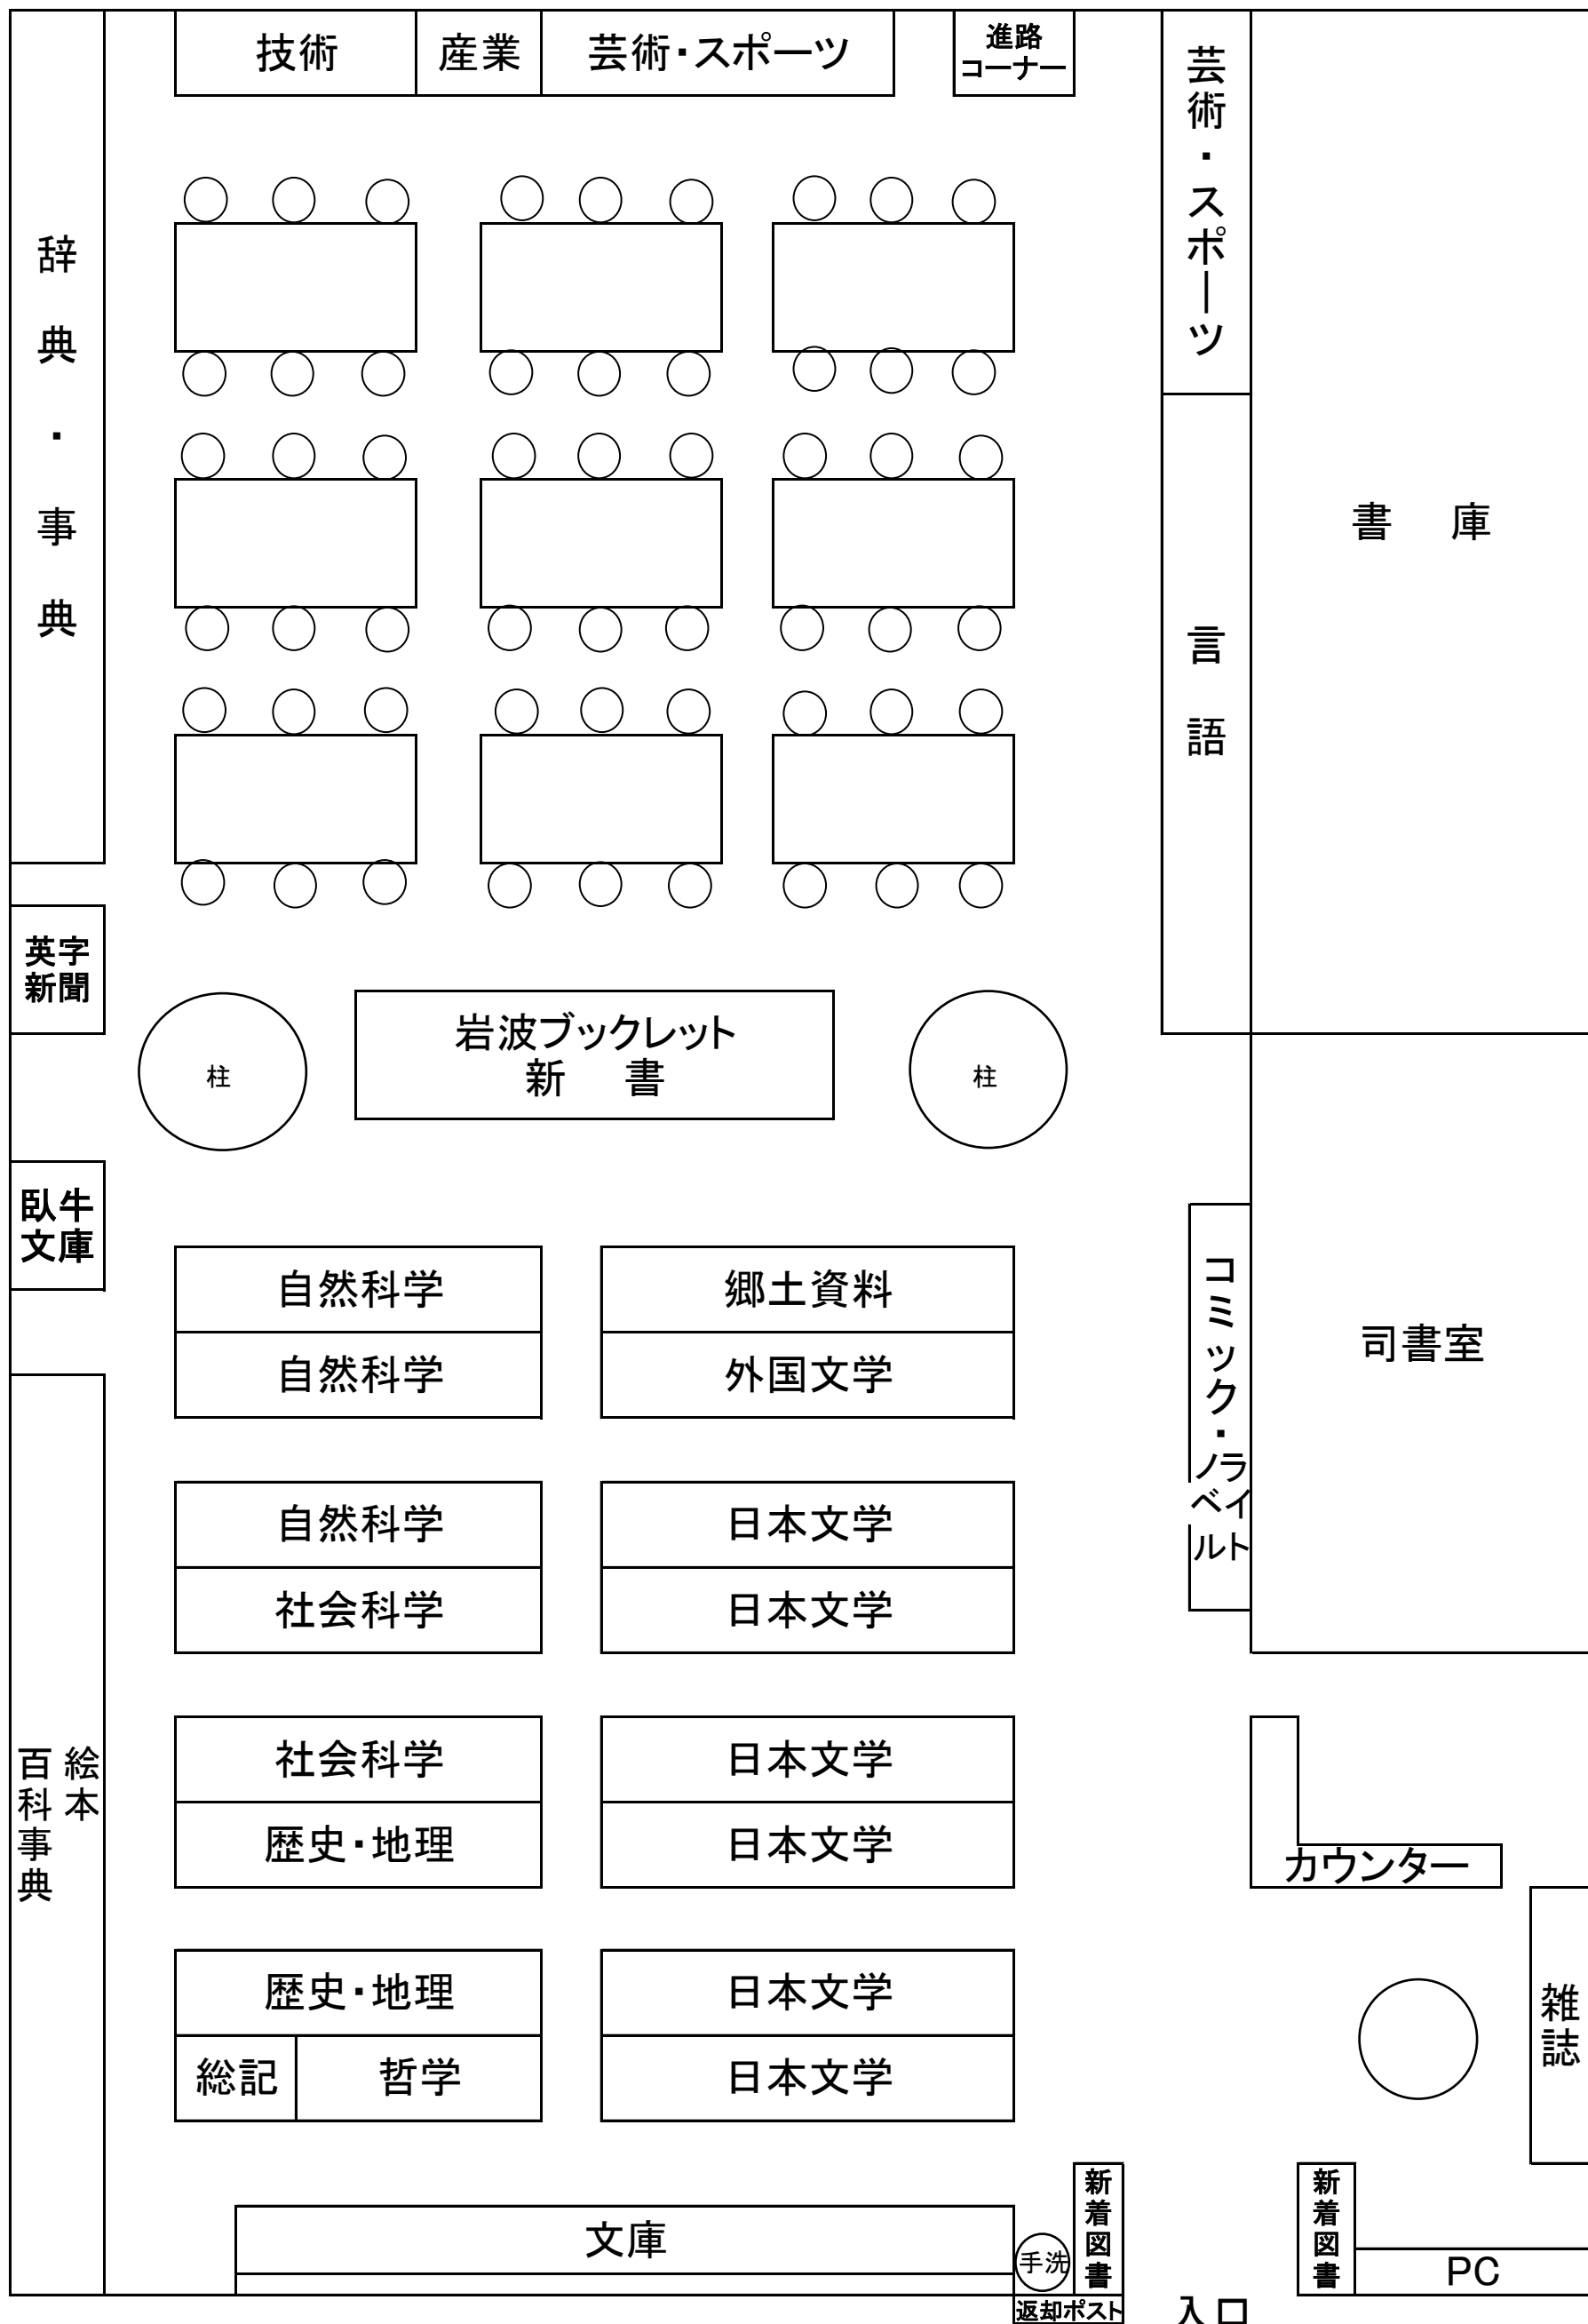 技術
産業
芸術・スポーツ
進路
コーナー
芸術・スポーツ
辞典・事典
書 庫
言語
英字
新聞
岩波ブックレット
新 書
柱
柱
臥牛
文庫
自然科学
郷土資料
自然科学
外国文学
コミック・
ライト
ノベル
司書室
自然科学
日本文学
社会科学
日本文学
絵本
百科事典
社会科学
日本文学
歴史・地理
日本文学
カウンター
歴史・地理
日本文学
雑誌
総記
哲学
日本文学
新着図書
新着図書
文庫
手洗
PC
返却ポスト
入口